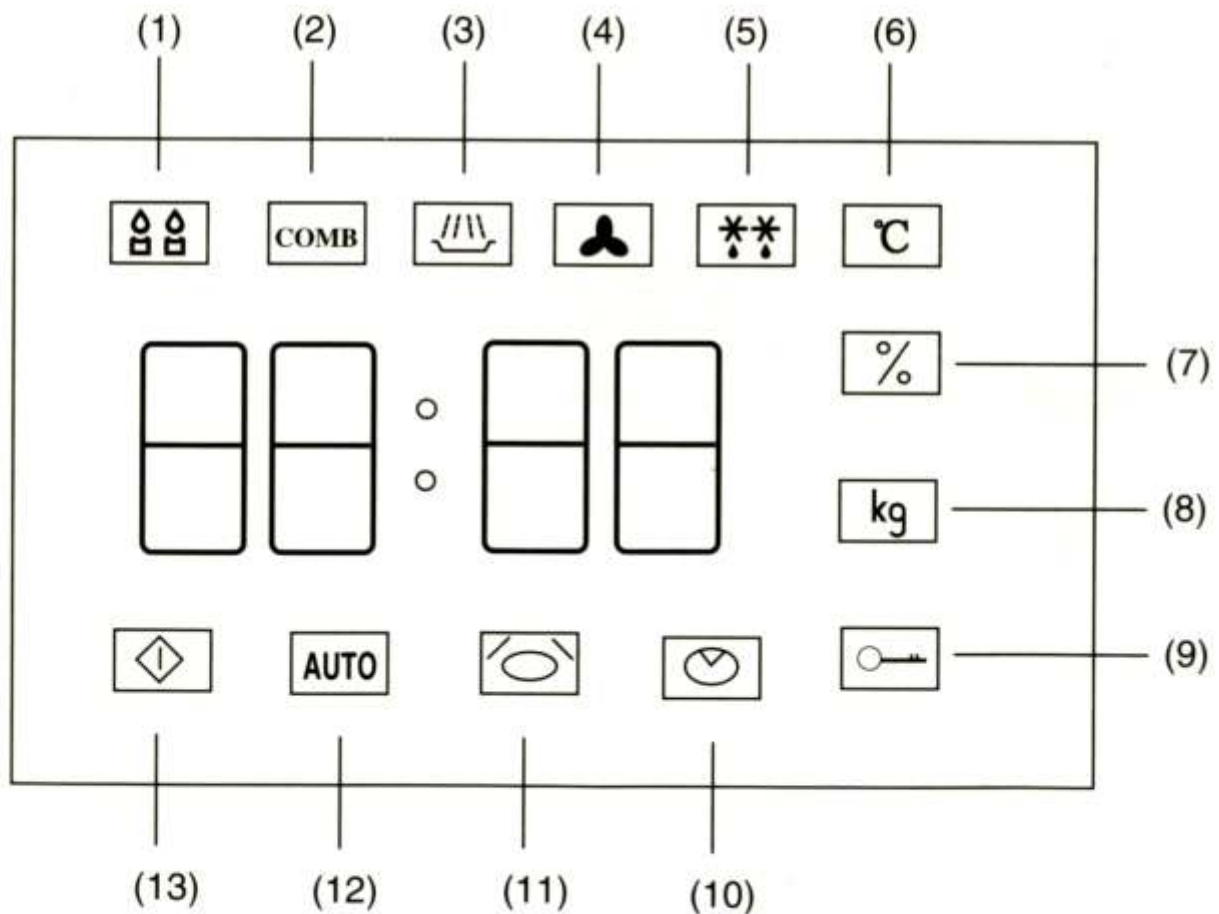 (1) (2) (3) (4) (5) (6)
COMB
℃
%
(7)
kg
(8)
AUTO
(9)
(13) (12) (11) (10)